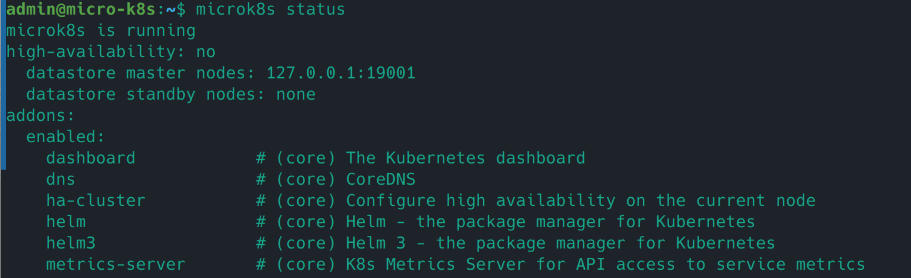 admin@micro-k8s:~$ microk8s status
microk8s is running
high-availability: no
  datastore master nodes: 127.0.0.1:19001
  datastore standby nodes: none
addons:
  enabled:
    dashboard            # (core) The Kubernetes dashboard
    dns                  # (core) CoreDNS
    ha-cluster           # (core) Configure high availability on the current node
    helm                 # (core) Helm - the package manager for Kubernetes
    helm3                # (core) Helm 3 - the package manager for Kubernetes
    metrics-server       # (core) K8s Metrics Server for API access to service metrics